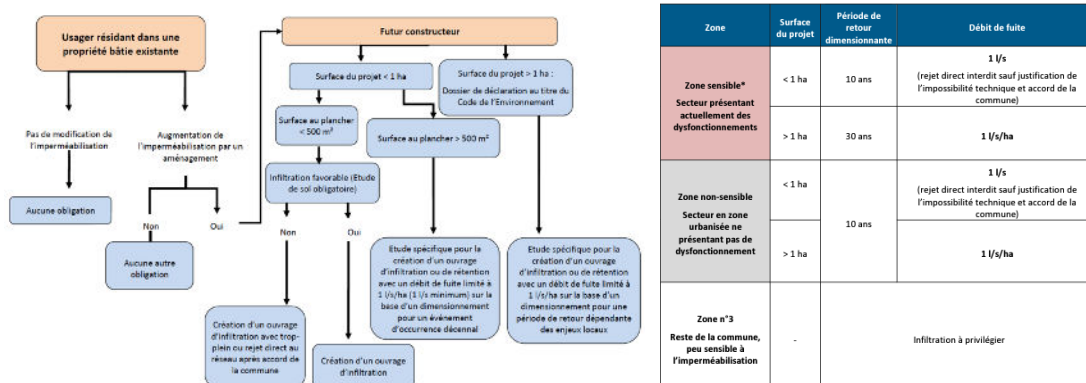 Usager résidant dans une
propriété bâtie existante
Pas de modification de
l'imperméabilisation
Augmentation de
l'imperméabilisation par un
aménagement
Aucune obligation
Non
Oui
Aucune autre
obligation
Futur constructeur
Surface du projet < 1 ha
Surface du projet > 1 ha :
Dossier de déclaration au titre du
Code de l'Environnement
Surface au plancher
< 500 m²
Surface au plancher > 500 m²
Infiltration favorable (Etude
de sol obligatoire)
Non
Oui
Création d'un ouvrage
d'infiltration avec trop-
plein ou rejet direct au
réseau après accord de
la commune
Création d'un ouvrage
d'infiltration
Etude spécifique pour la
création d'un ouvrage
d'infiltration ou de rétention
avec un débit de fuite limité à
1 l/s/ha (1 l/s minimum) sur la
base d'un dimensionnement
pour un événement
d'occurrence décennal
Etude spécifique pour la
création d'un ouvrage
d'infiltration ou de rétention
avec un débit de fuite limité à
1 l/s/ha sur la base d'un
dimensionnement pour une
période de retour dépendante
des enjeux locaux
Zone
Surface
du projet
Période de
retour
dimensionnante
Débit de fuite
Zone sensible*
Secteur présentant
actuellement des
dysfonctionnements
< 1 ha
10 ans
1 l/s
(rejet direct interdit sauf justification de
l'impossibilité technique et accord de la
commune)
> 1 ha
30 ans
1 l/s/ha
Zone non-sensible
Secteur en zone
urbanisée ne
présentant pas de
dysfonctionnement
< 1 ha
10 ans
1 l/s
(rejet direct interdit sauf justification de
l'impossibilité technique et accord de la
commune)
> 1 ha
1 l/s/ha
Zone n°3
Reste de la commune,
peu sensible à
l'imperméabilisation
-
Infiltration à privilégier